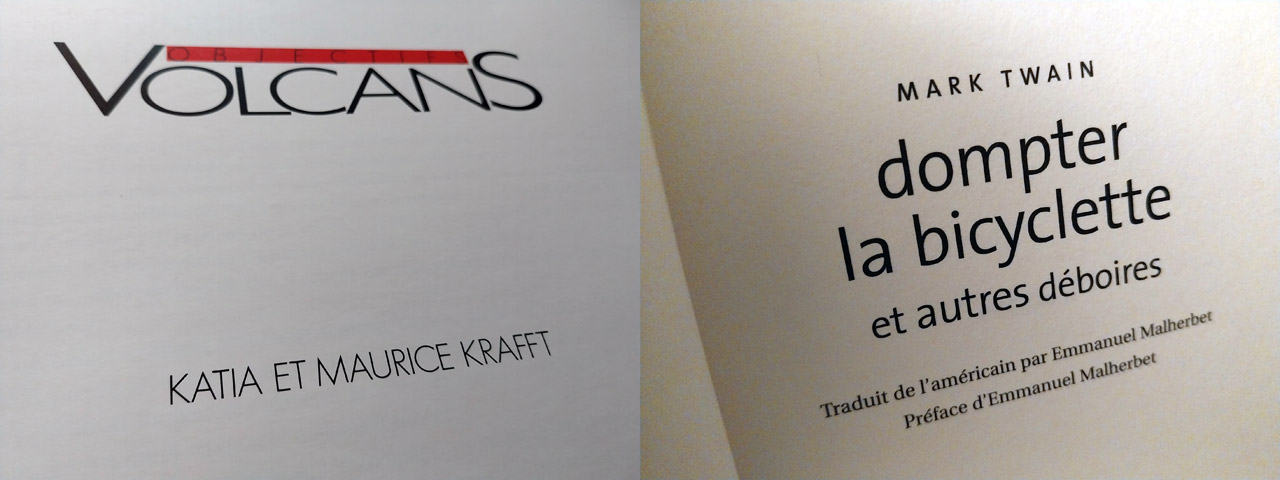 OBJECTIFS
VOLCANS
KATIA ET MAURICE KRAFFT
MARK TWAIN
dompter
la bicyclette
et autres déboires
Traduit de l'américain par Emmanuel Malherbet
Préface d'Emmanuel Malherbet